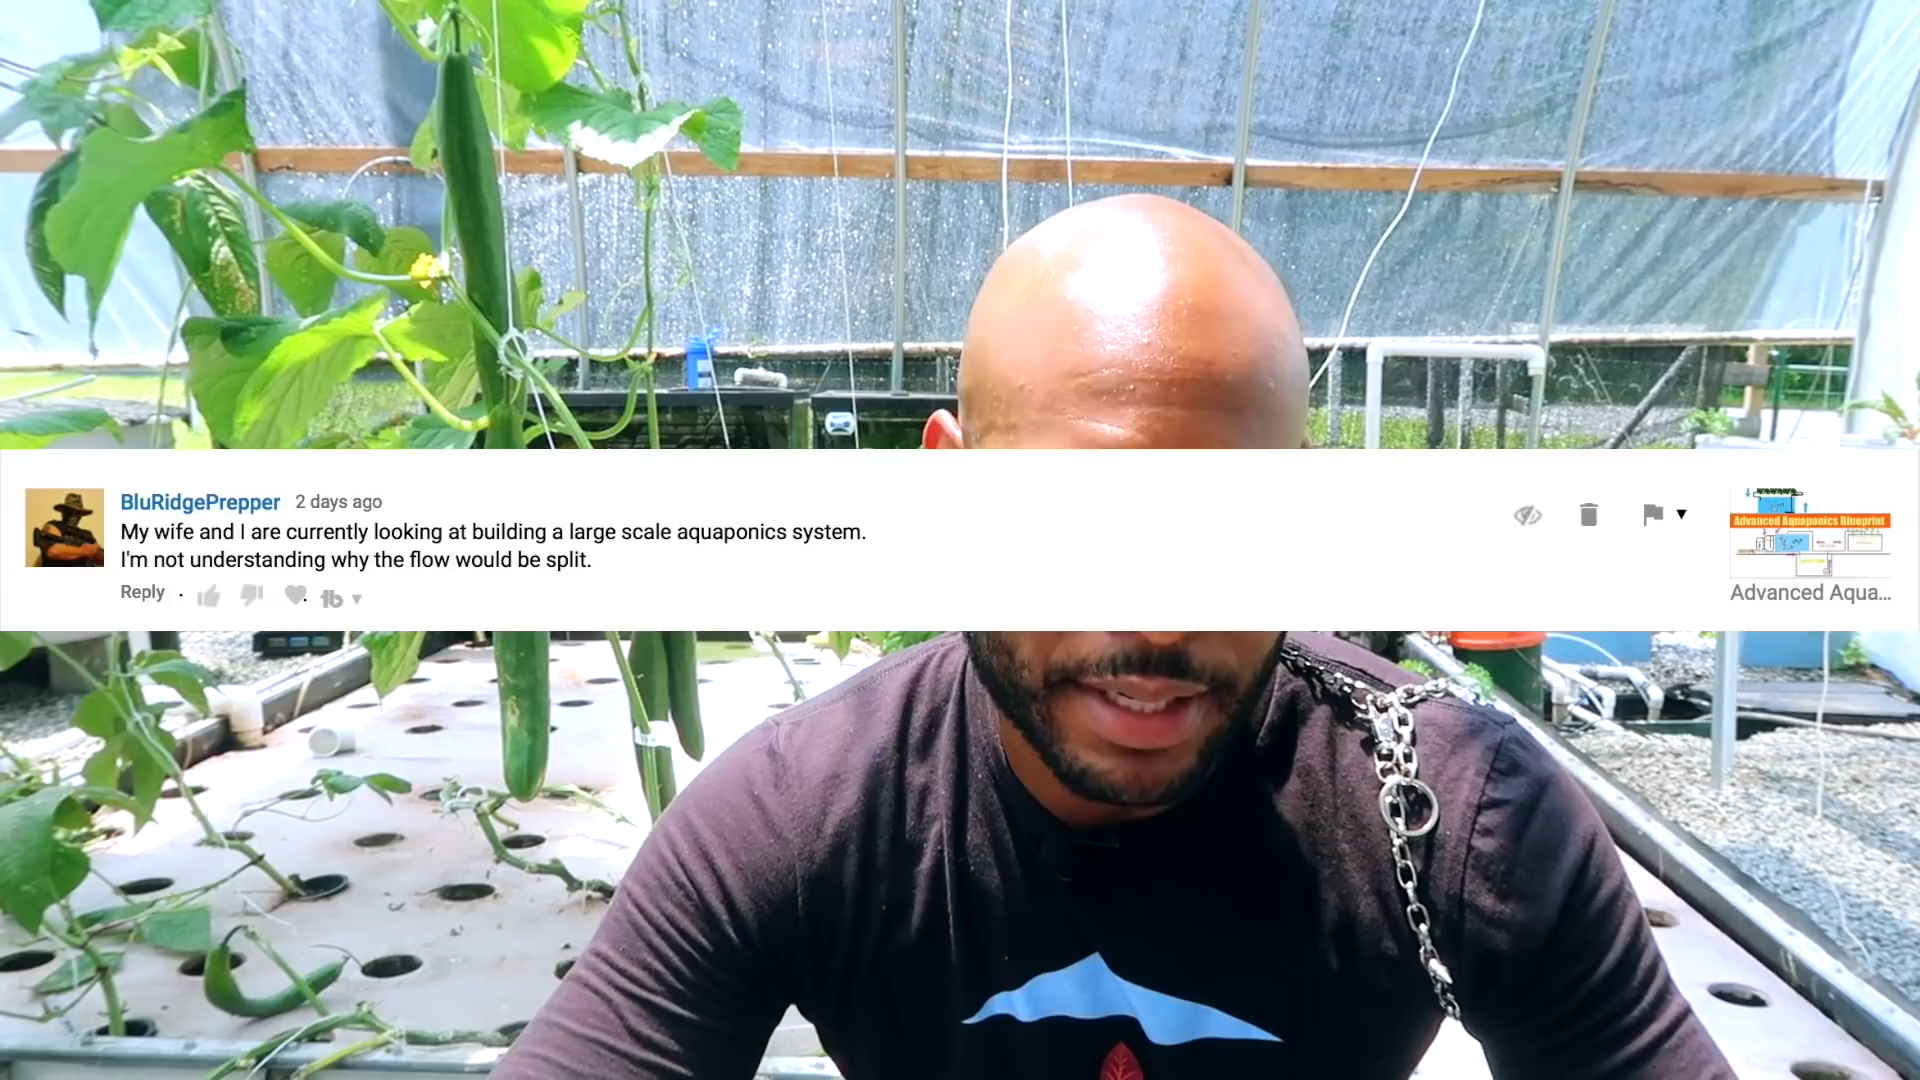 BluRidgePrepper 2 days ago
My wife and I are currently looking at building a large scale aquaponics system.
I'm not understanding why the flow would be split.
Reply
Advanced Aquaponics Blueprint
Advanced Aqua...